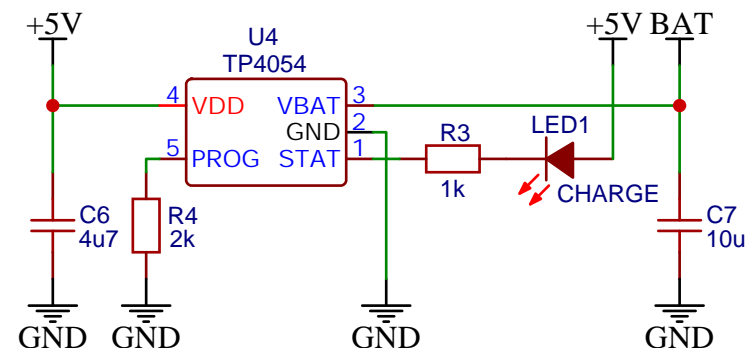 +5V
U4
TP4054
+5V BAT
4 VDD VBAT 3
GND 2
5 PROG STAT 1
R3
1k
LED1
CHARGE
C6
4u7
R4
2k
C7
10u
GND GND GND GND